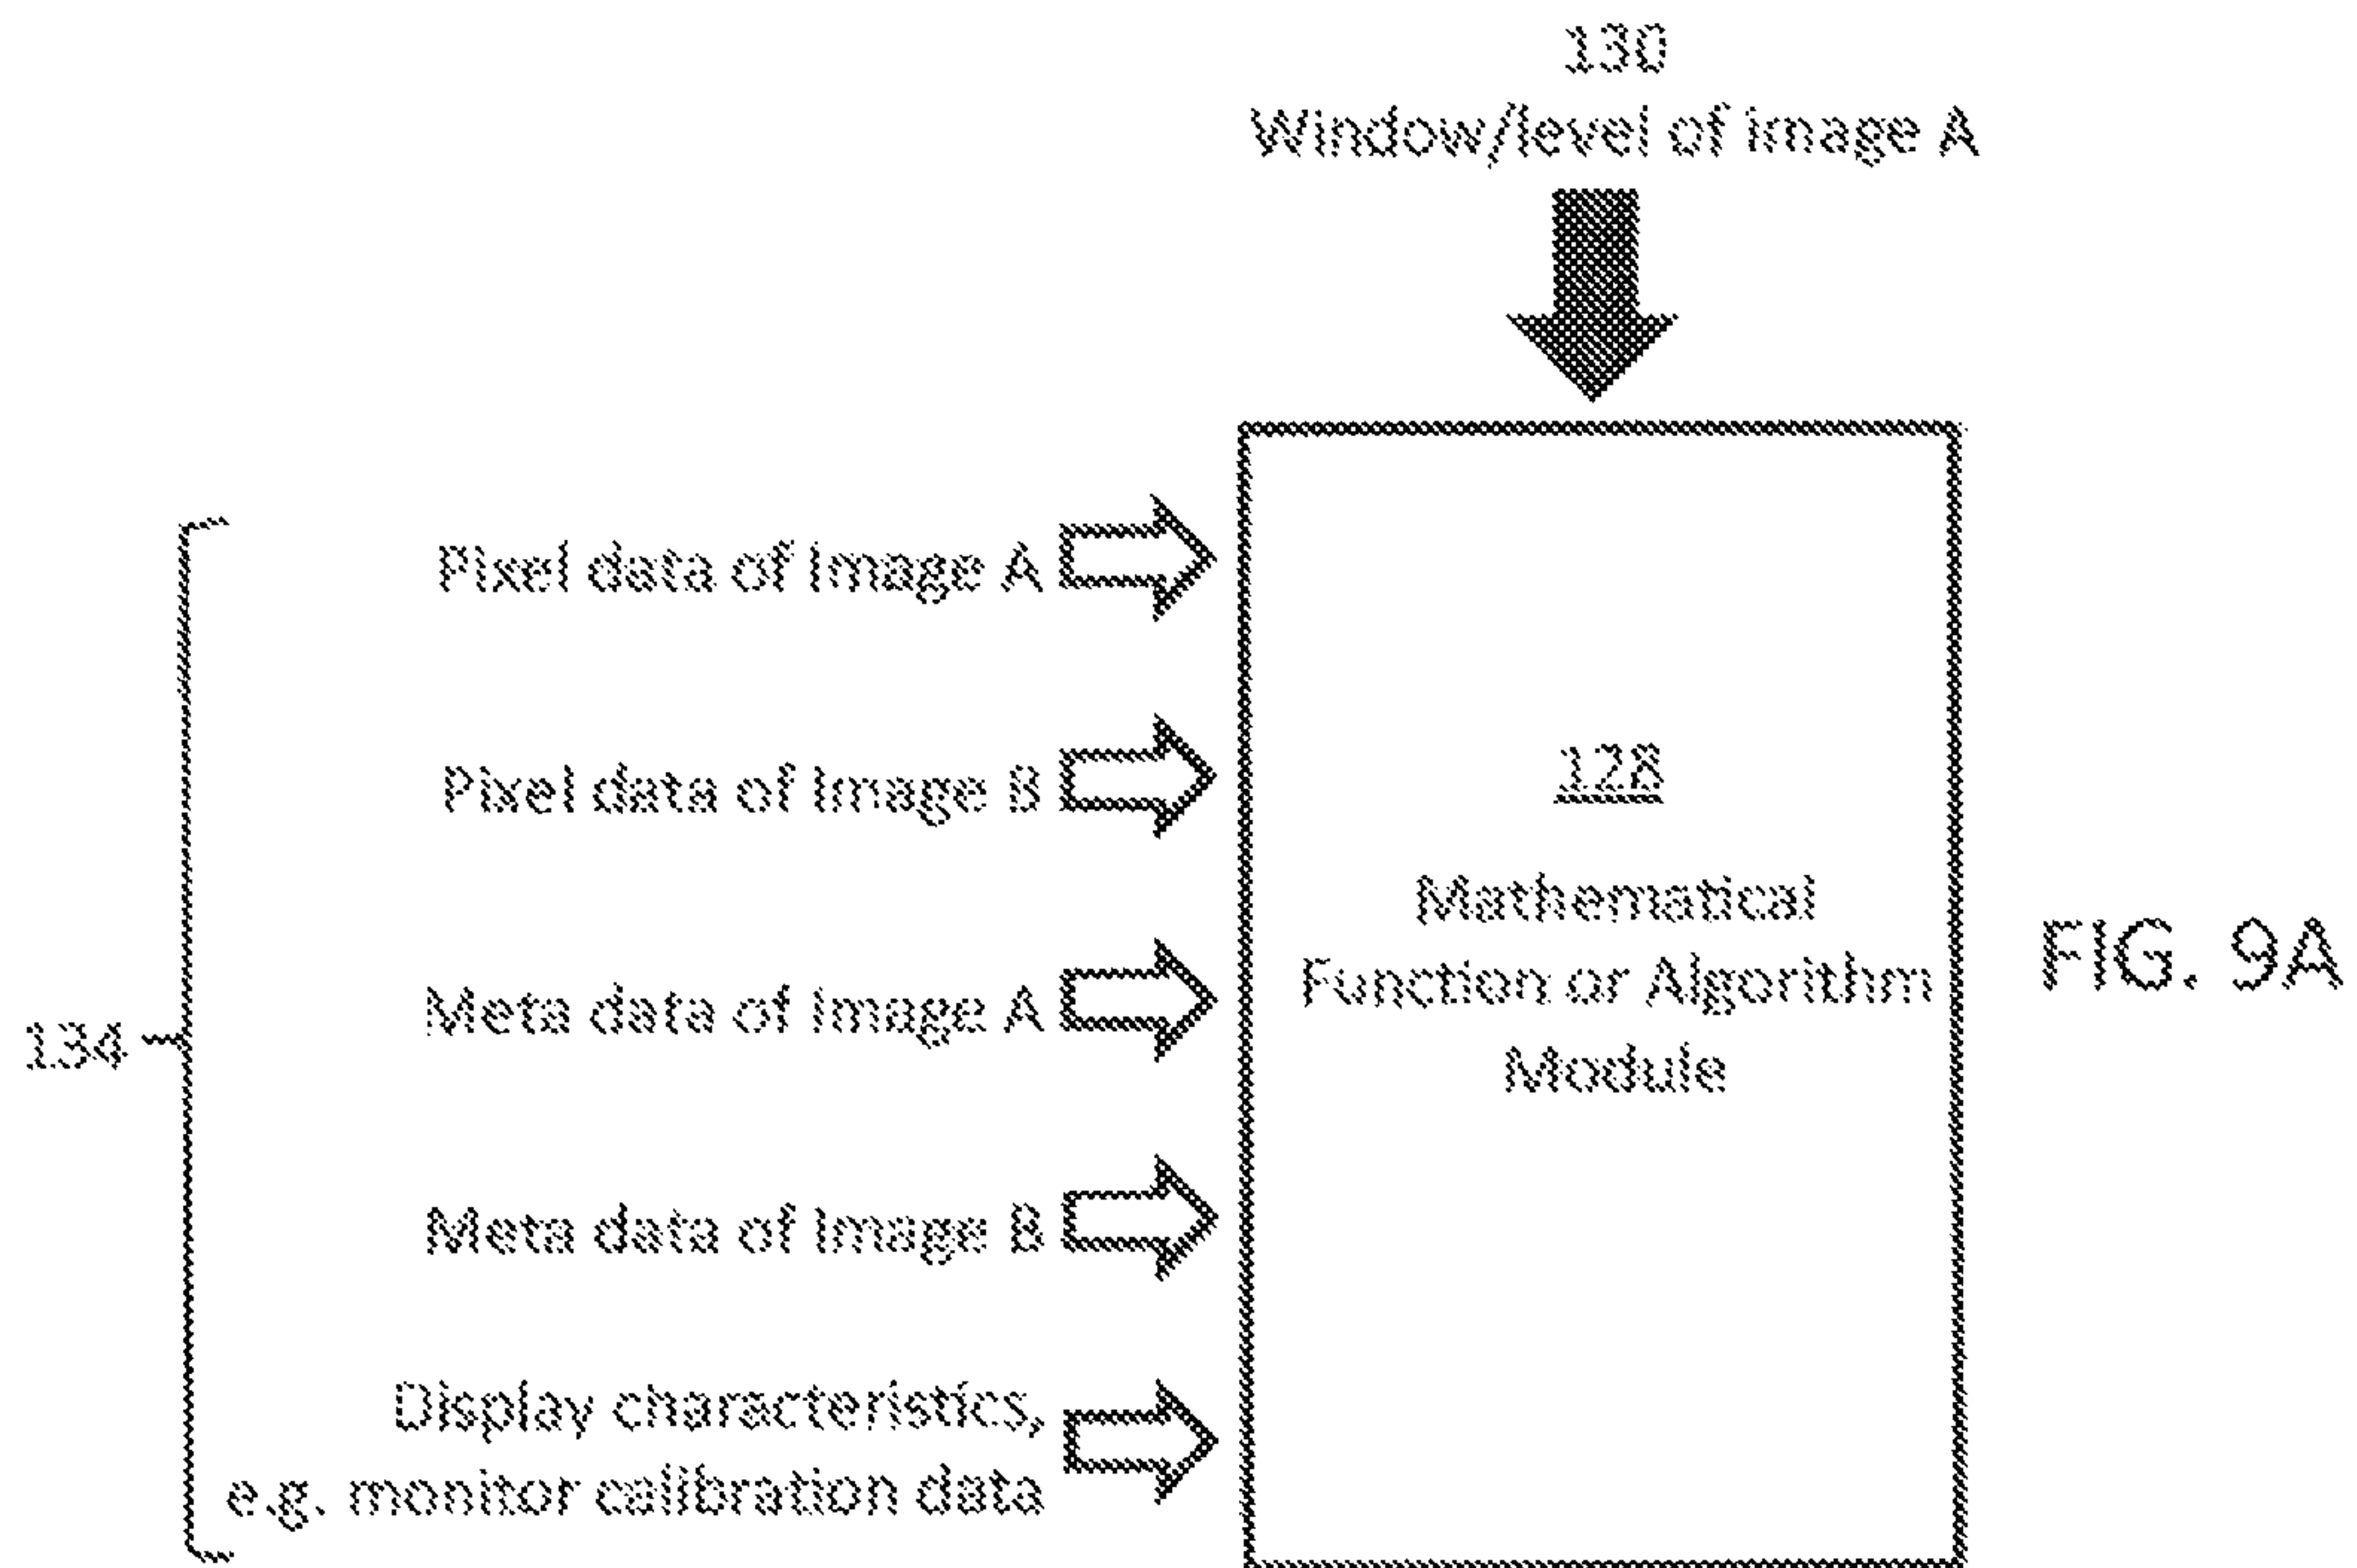 130
Window/level of image A
Pixel data of Image A
Pixel data of Image B
128
Mathematical
Function or Algorithm
Module
FIG. 9A
Meta data of Image A
134
Meta data of Image B
Display characteristics,
e.g. monitor calibration data